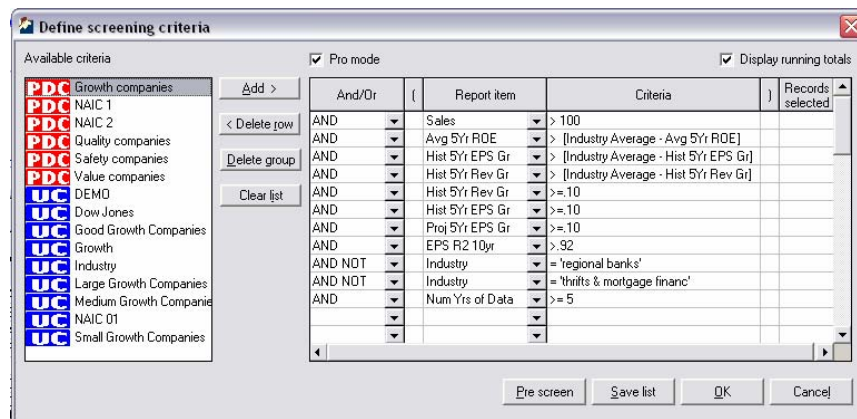 Define screening criteria
Available criteria
Pro mode
Display running totals
PDC Growth companies
PDC NAIC 1
PDC NAIC 2
PDC Quality companies
PDC Safety companies
PDC Value companies
UC DEMO
UC Dow Jones
UC Good Growth Companies
UC Growth
UC Industry
UC Large Growth Companies
UC Medium Growth Companie
UC NAIC 01
UC Small Growth Companies
Add >
< Delete row
Delete group
Clear list
And/Or ( Report item Criteria ) Records selected
AND Sales > 100
AND Avg 5Yr ROE > [Industry Average - Avg 5Yr ROE]
AND Hist 5Yr EPS Gr > [Industry Average - Hist 5Yr EPS Gr]
AND Hist 5Yr Rev Gr > [Industry Average - Hist 5Yr Rev Gr]
AND Hist 5Yr Rev Gr >=.10
AND Hist 5Yr EPS Gr >=.10
AND Proj 5Yr EPS Gr >=.10
AND EPS R2 10yr >.92
AND NOT Industry = 'regional banks'
AND NOT Industry = 'thrifts & mortgage financ'
AND Num Yrs of Data >= 5
Pre screen
Save list
OK
Cancel